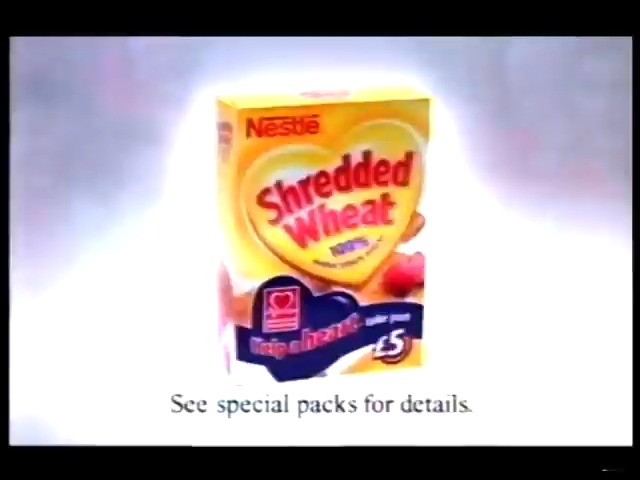 Nestlé
Shredded
Wheat
100%
Help a heart
£5
See special packs for details.